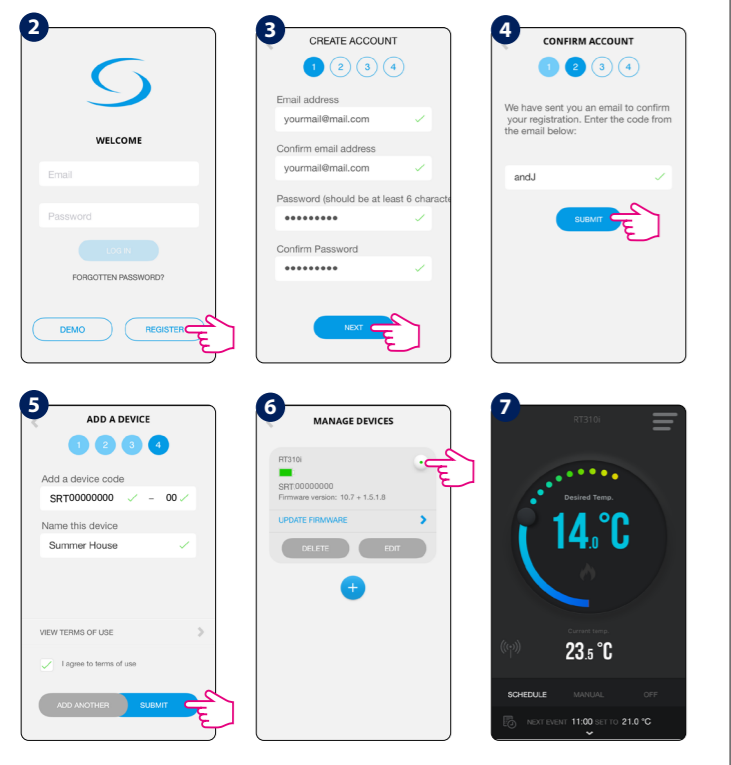 2
WELCOME
Email
Password
LOG IN
FORGOTTEN PASSWORD?
DEMO
REGISTER
3
CREATE ACCOUNT
1 2 3 4
Email address
yourmail@mail.com
Confirm email address
yourmail@mail.com
Password (should be at least 6 characte
•••••••••
Confirm Password
•••••••••
NEXT
4
CONFIRM ACCOUNT
1 2 3 4
We have sent you an email to confirm
your registration. Enter the code from
the email below:
andJ
SUBMIT
5
ADD A DEVICE
1 2 3 4
Add a device code
SRT00000000 – 00
Name this device
Summer House
VIEW TERMS OF USE
I agree to terms of use
ADD ANOTHER SUBMIT
6
MANAGE DEVICES
RT310i
SRT00000000
Firmware version: 10.7 + 1.5.1.8
UPDATE FIRMWARE
DELETE EDIT
+
7
RT310i
Desired Temp.
14.0°C
Current temp.
23.5 °C
SCHEDULE MANUAL OFF
NEXT EVENT 11:00 SET TO 21.0 °C